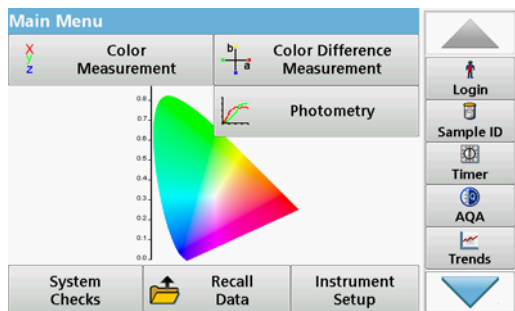 Main Menu
X
y
z
Color
Measurement
b
a
Color Difference
Measurement
Photometry
0.8
0.7
0.6
0.5
0.4
0.3
0.2
0.1
0.0
System
Checks
Recall
Data
Instrument
Setup
Login
Sample ID
Timer
AQA
Trends